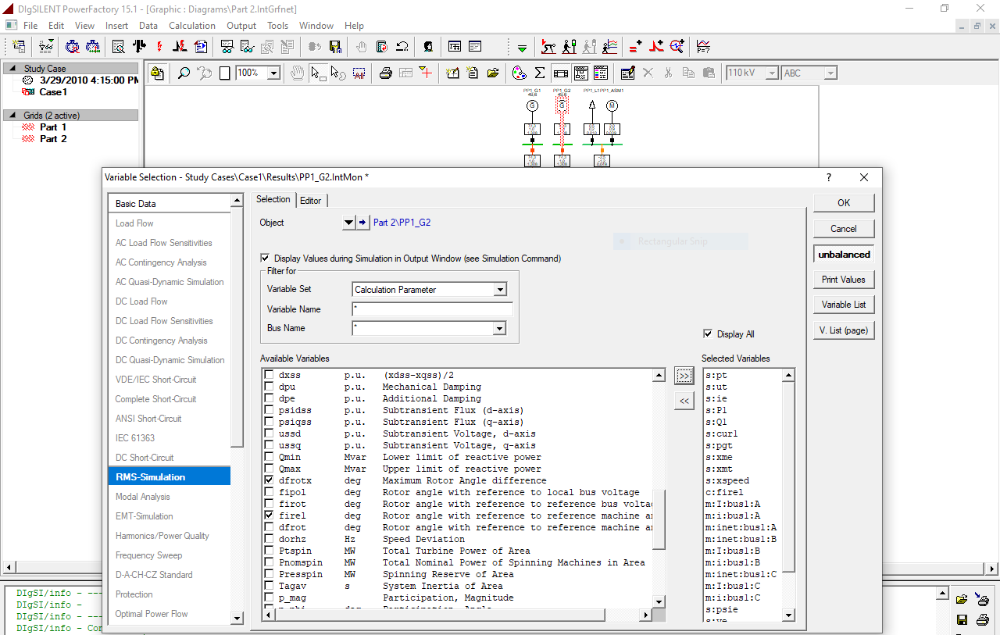 DIgSILENT PowerFactory 15.1 - [Graphic : Diagrams\Part 2.IntGrfnet]
File Edit View Insert Data Calculation Output Tools Window Help
Study Case
3/29/2010 4:15:00 PM
Case1
Grids (2 active)
Part 1
Part 2
100%
110 kV
ABC
PP1_G1 PP1_G2 PP1_L1 PP1_ASM1
G G M
Variable Selection - Study Cases\Case1\Results\PP1_G2.IntMon *
?
Basic Data
Load Flow
AC Load Flow Sensitivities
AC Contingency Analysis
AC Quasi-Dynamic Simulation
DC Load Flow
DC Load Flow Sensitivities
DC Contingency Analysis
DC Quasi-Dynamic Simulation
VDE/IEC Short-Circuit
Complete Short-Circuit
ANSI Short-Circuit
IEC 61363
DC Short-Circuit
RMS-Simulation
Modal Analysis
EMT-Simulation
Harmonics/Power Quality
Frequency Sweep
D-A-CH-CZ Standard
Protection
Optimal Power Flow
Selection Editor
Object Part 2\PP1_G2
Rectangular Snip
Display Values during Simulation in Output Window (see Simulation Command)
Filter for
Variable Set Calculation Parameter
Variable Name *
Bus Name *
Display All
Available Variables
dxss p.u. (xdss-xqss)/2
dpu p.u. Mechanical Damping
dpe p.u. Additional Damping
psidss p.u. Subtransient Flux (d-axis)
psiqss p.u. Subtransient Flux (q-axis)
ussd p.u. Subtransient Voltage, d-axis
ussq p.u. Subtransient Voltage, q-axis
Qmin Mvar Lower limit of reactive power
Qmax Mvar Upper limit of reactive power
dfrotx deg Maximum Rotor Angle difference
fipol deg Rotor angle with reference to local bus voltage
firot deg Rotor angle with reference to reference bus volta
firel deg Rotor angle with reference to reference machine a
dfrot deg Rotor angle with reference to reference machine a
dorhz Hz Speed Deviation
Ptspin MW Total Turbine Power of Area
Pnomspin MW Total Nominal Power of Spinning Machines in Area
Presspin MW Spinning Reserve of Area
Tagav s System Inertia of Area
p_mag Participation, Magnitude
>>
<<
Selected Variables
s:pt
s:ut
s:ie
s:P1
s:Q1
s:cur1
s:pgt
s:xme
s:xmt
s:xspeed
c:firel
m:I:bus1:A
m:i:bus1:A
m:inet:bus1:A
m:inet:bus1:B
m:I:bus1:B
m:i:bus1:B
m:inet:bus1:C
m:I:bus1:C
m:i:bus1:C
s:psie
s:ve
OK
Cancel
unbalanced
Print Values
Variable List
V. List (page)
DIgSI/info - ---
DIgSI/info -
DIgSI/info - ---
DIgSI/info - Co